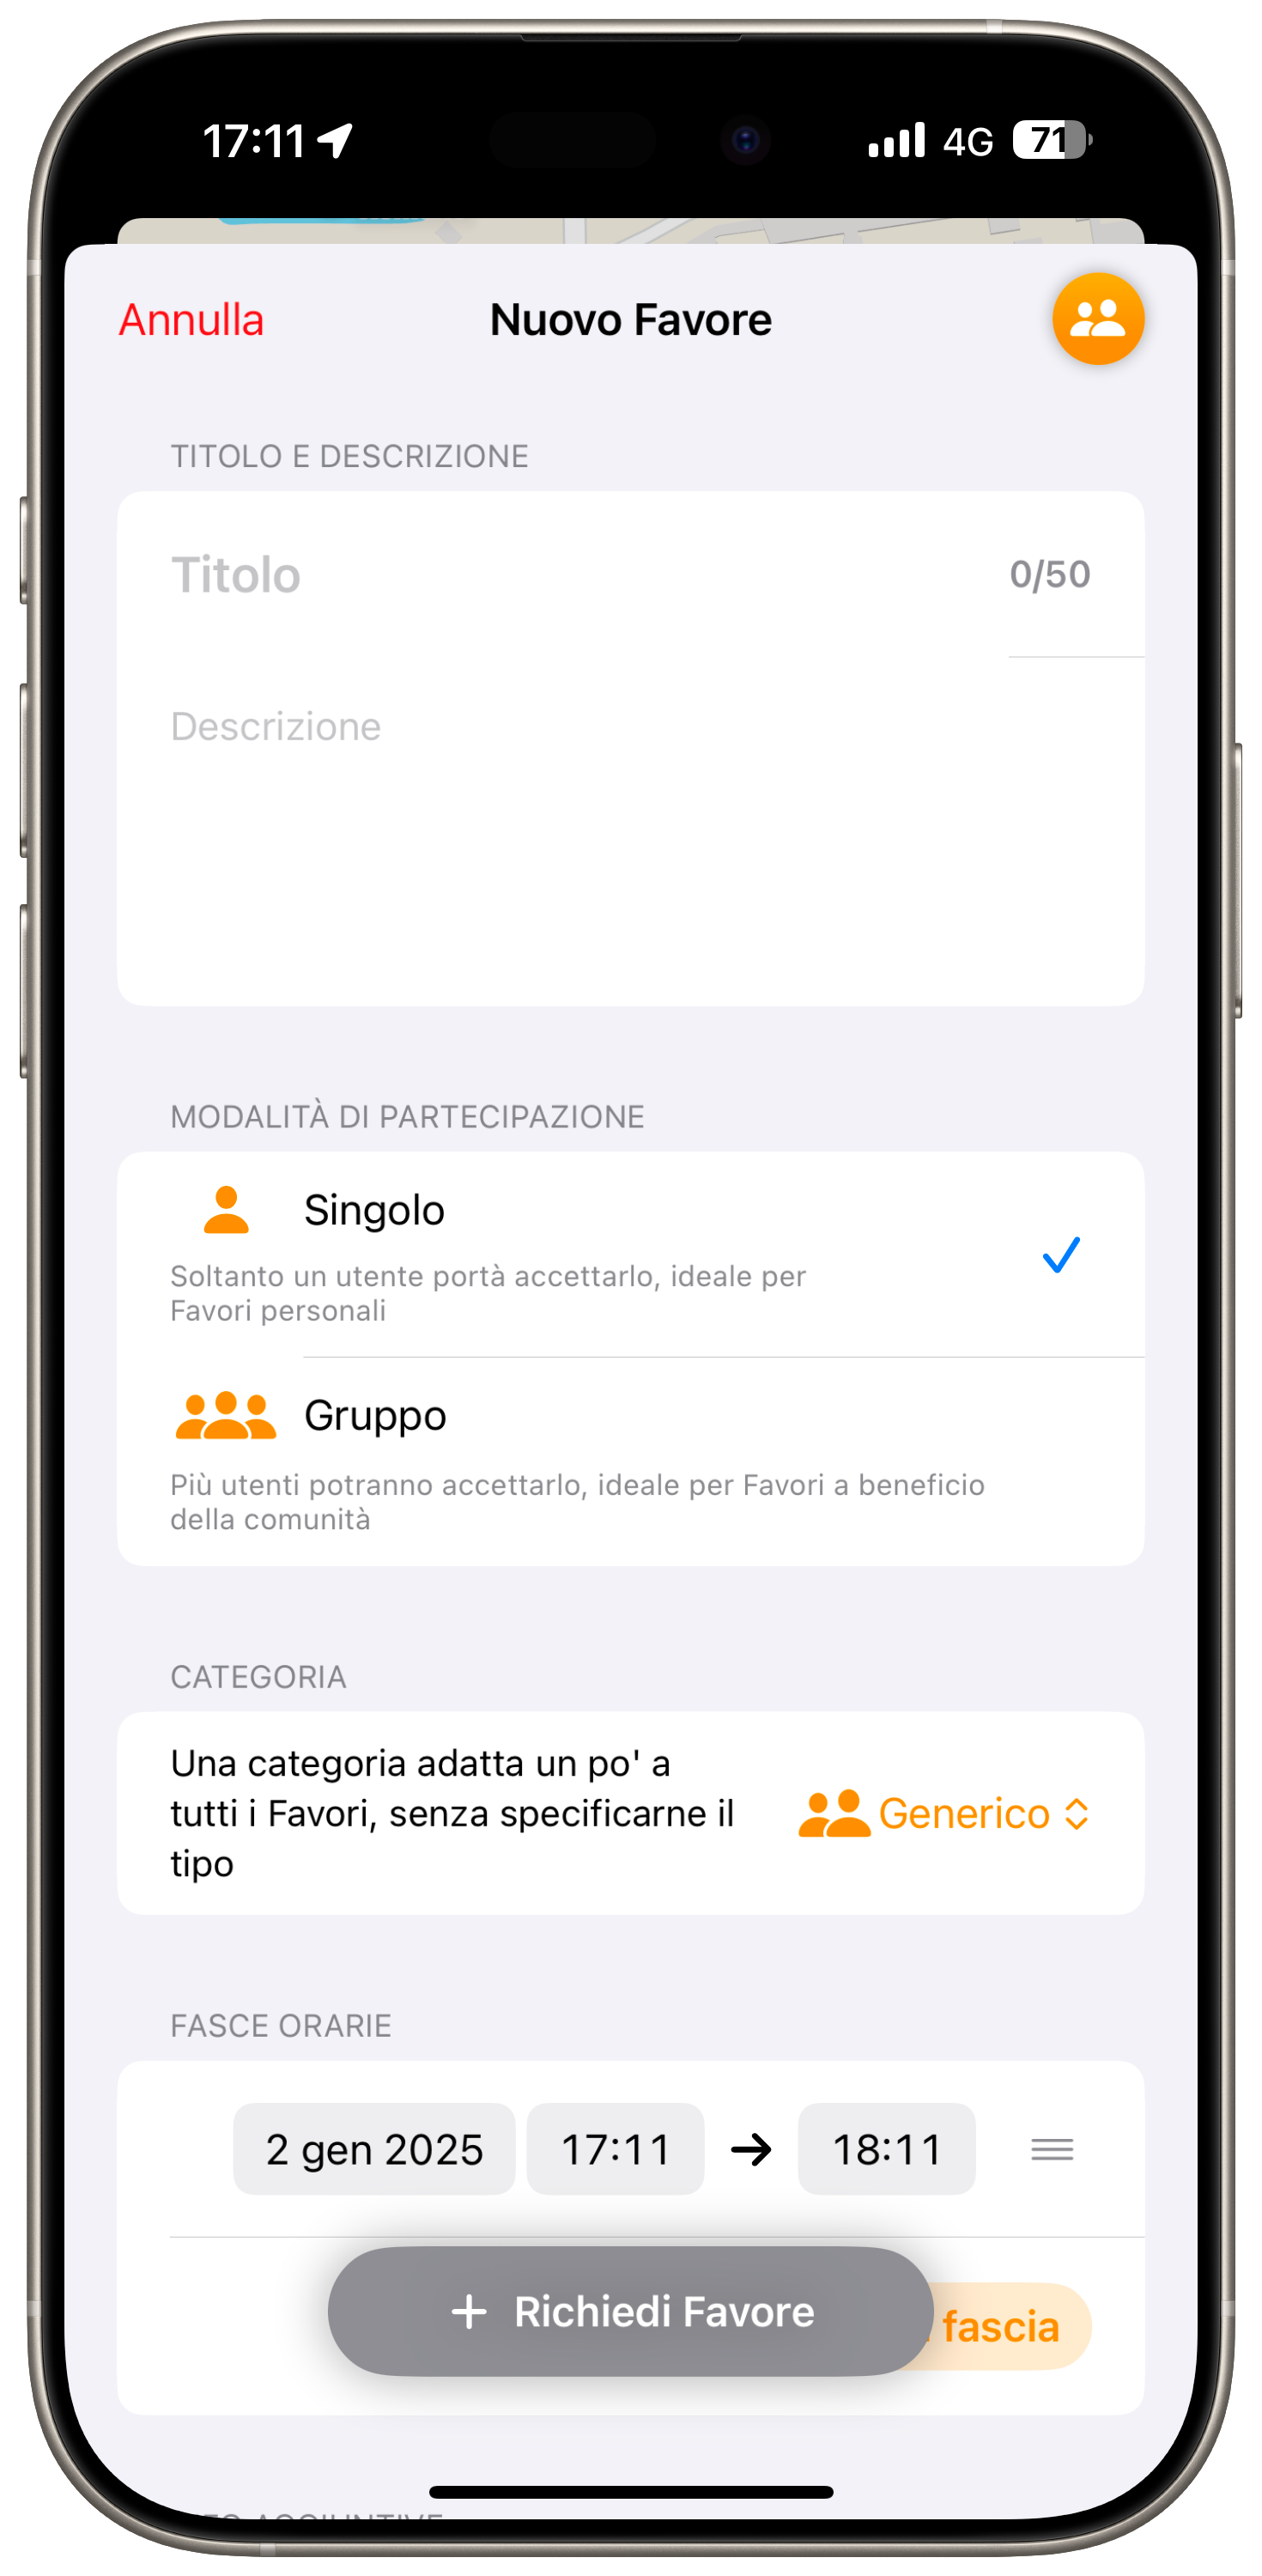 17:11 4G 71
Annulla Nuovo Favore
TITOLO E DESCRIZIONE
Titolo 0/50
Descrizione
MODALITÀ DI PARTECIPAZIONE
Singolo
Soltanto un utente portà accettarlo, ideale per
Favori personali
Gruppo
Più utenti potranno accettarlo, ideale per Favori a beneficio
della comunità
CATEGORIA
Una categoria adatta un po' a
tutti i Favori, senza specificarne il
tipo
Generico
FASCE ORARIE
2 gen 2025 17:11 → 18:11
+ Richiedi Favore
fascia